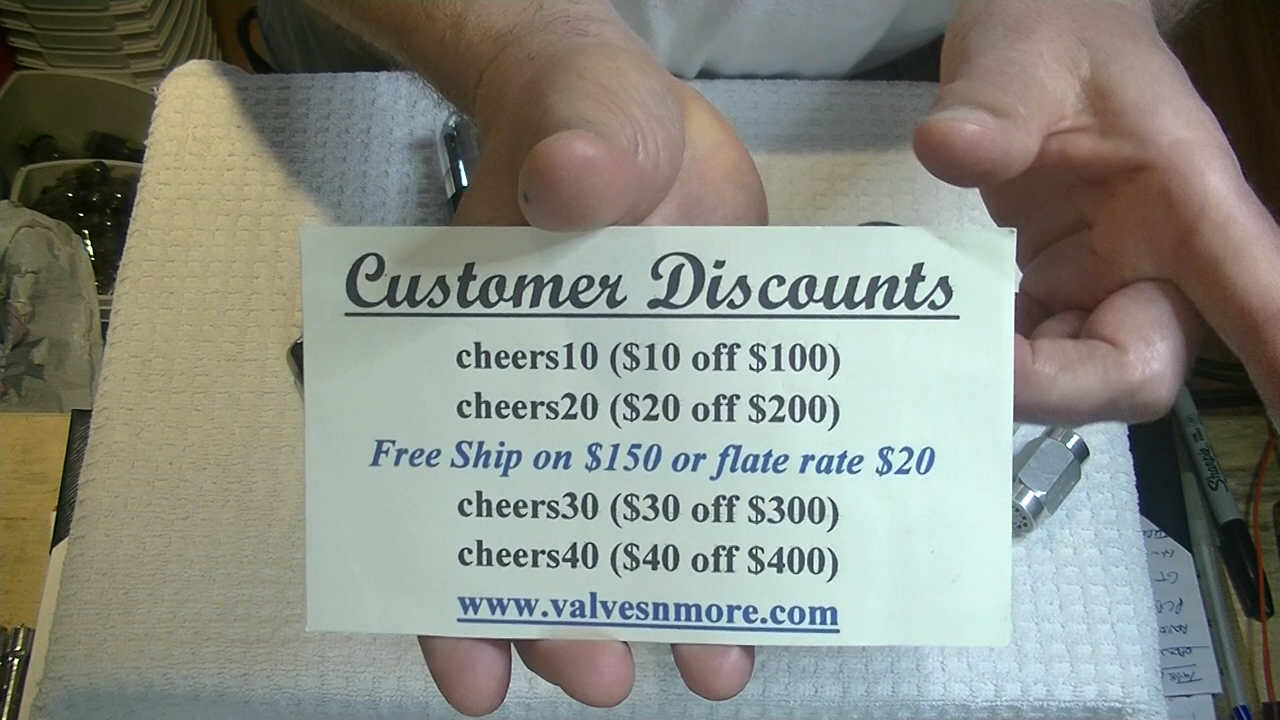 Customer Discounts
cheers10 ($10 off $100)
cheers20 ($20 off $200)
Free Ship on $150 or flate rate $20
cheers30 ($30 off $300)
cheers40 ($40 off $400)
www.valvesnmore.com
Sharpie